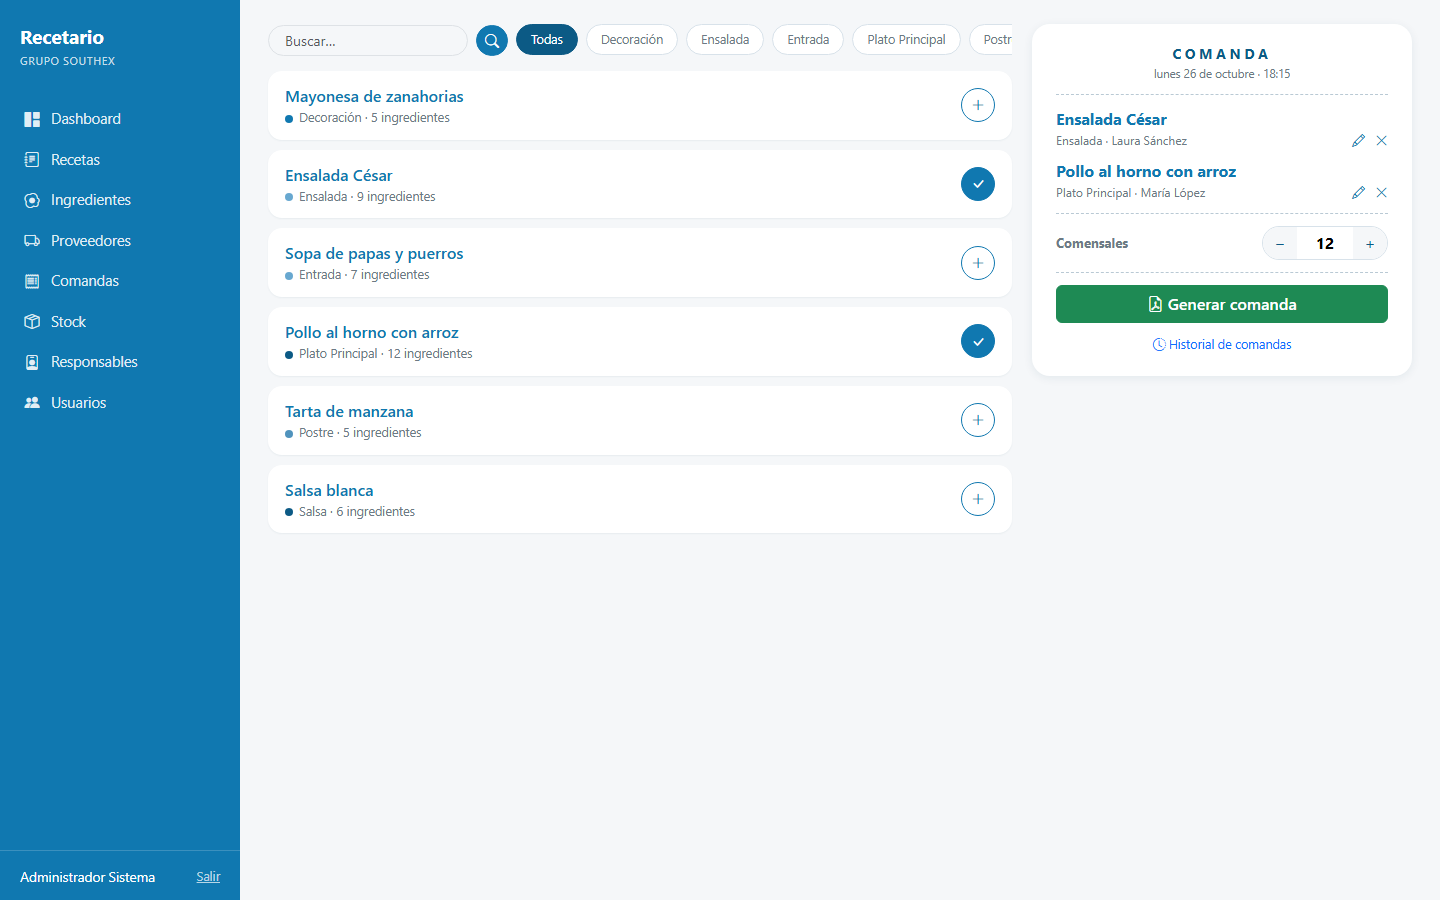 Recetario
GRUPO SOUTHEX
Dashboard
Recetas
Ingredientes
Proveedores
Comandas
Stock
Responsables
Usuarios
Administrador Sistema
Salir
Buscar...
Todas
Decoración
Ensalada
Entrada
Plato Principal
Postr
Mayonesa de zanahorias
Decoración · 5 ingredientes
Ensalada César
Ensalada · 9 ingredientes
Sopa de papas y puerros
Entrada · 7 ingredientes
Pollo al horno con arroz
Plato Principal · 12 ingredientes
Tarta de manzana
Postre · 5 ingredientes
Salsa blanca
Salsa · 6 ingredientes
COMANDA
lunes 26 de octubre · 18:15
Ensalada César
Ensalada · Laura Sánchez
Pollo al horno con arroz
Plato Principal · María López
Comensales
− 12 +
Generar comanda
Historial de comandas